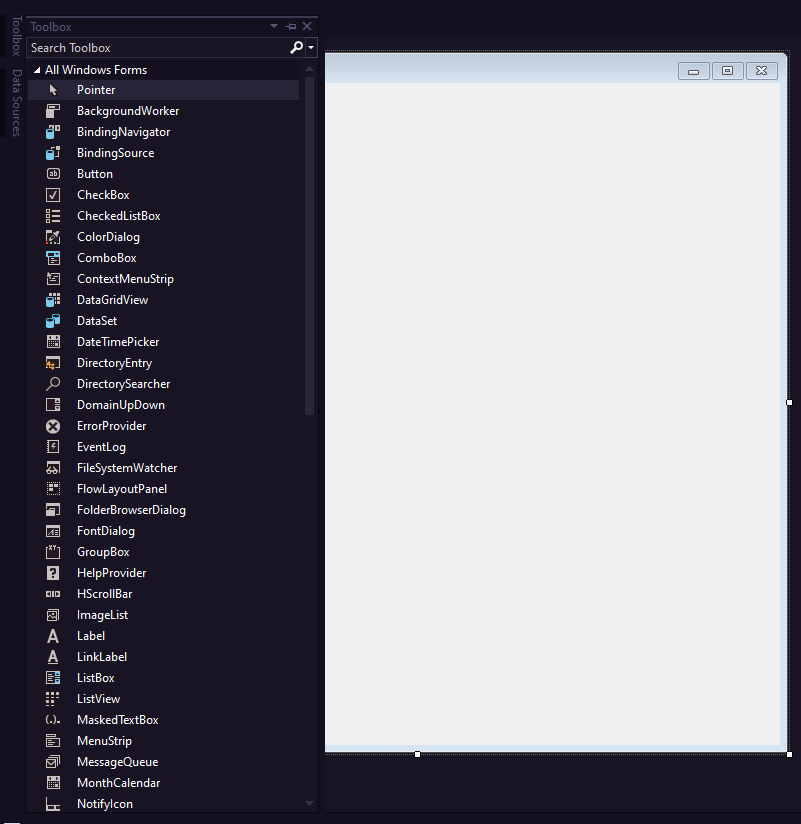 Toolbox
Data Sources
Toolbox
Search Toolbox
All Windows Forms
Pointer
BackgroundWorker
BindingNavigator
BindingSource
Button
CheckBox
CheckedListBox
ColorDialog
ComboBox
ContextMenuStrip
DataGridView
DataSet
DateTimePicker
DirectoryEntry
DirectorySearcher
DomainUpDown
ErrorProvider
EventLog
FileSystemWatcher
FlowLayoutPanel
FolderBrowserDialog
FontDialog
GroupBox
HelpProvider
HScrollBar
ImageList
Label
LinkLabel
ListBox
ListView
MaskedTextBox
MenuStrip
MessageQueue
MonthCalendar
NotifyIcon